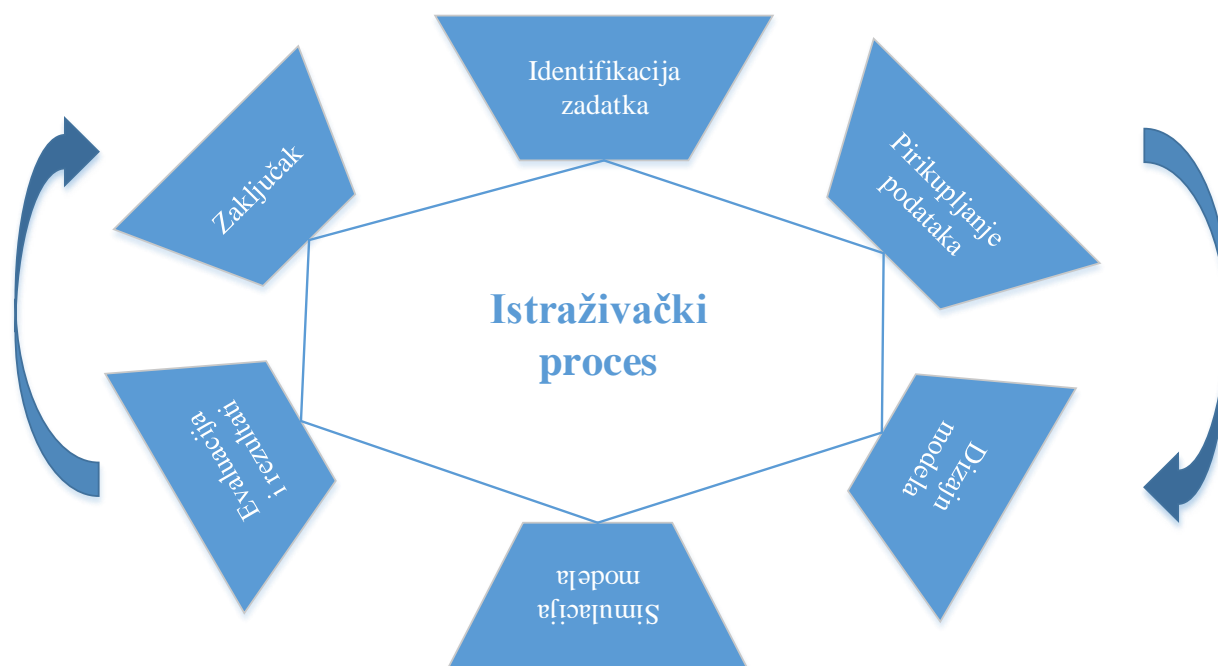 Identifikacija
zadatka
Pirikupljanje
podataka
Dizajn
modela
Simulacija
modela
Evaluacija
i rezultati
Zaključak
Istraživački
proces